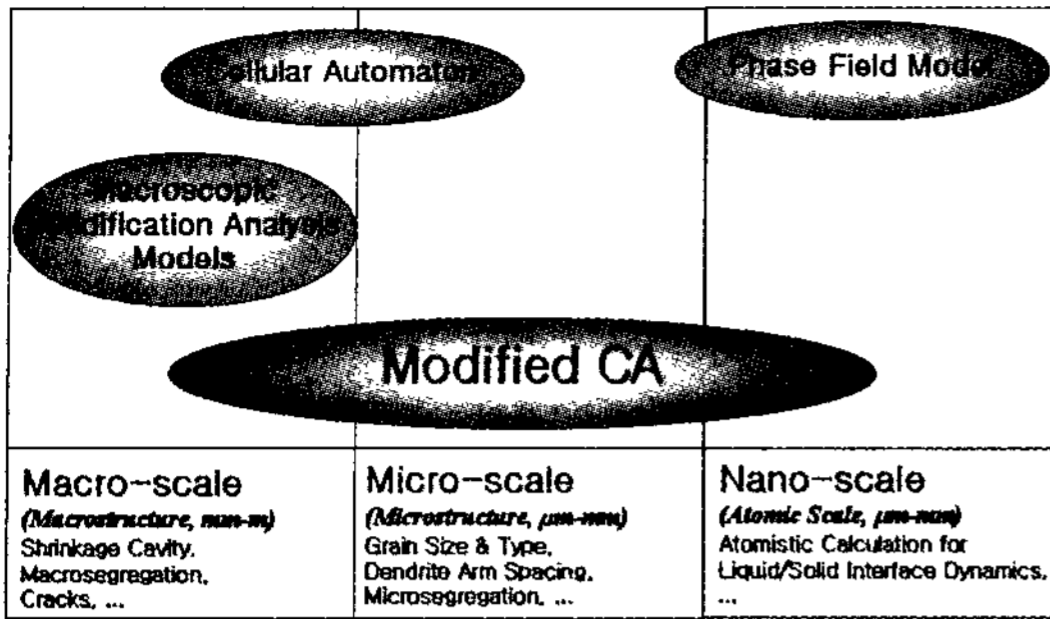 Cellular Automaton
Phase Field Model
Macroscopic
Analysis
Models
Modified CA
Macro-scale
(Macrostructure, mm-m)
Shrinkage Cavity,
Macrosegregation,
Cracks, ...
Micro-scale
(Microstructure, μm-mm)
Grain Size & Type,
Dendrite Arm Spacing,
Microsegregation, ...
Nano-scale
(Atomic Scale, μm-nm)
Atomistic Calculation for
Liquid/Solid Interface Dynamics,
...